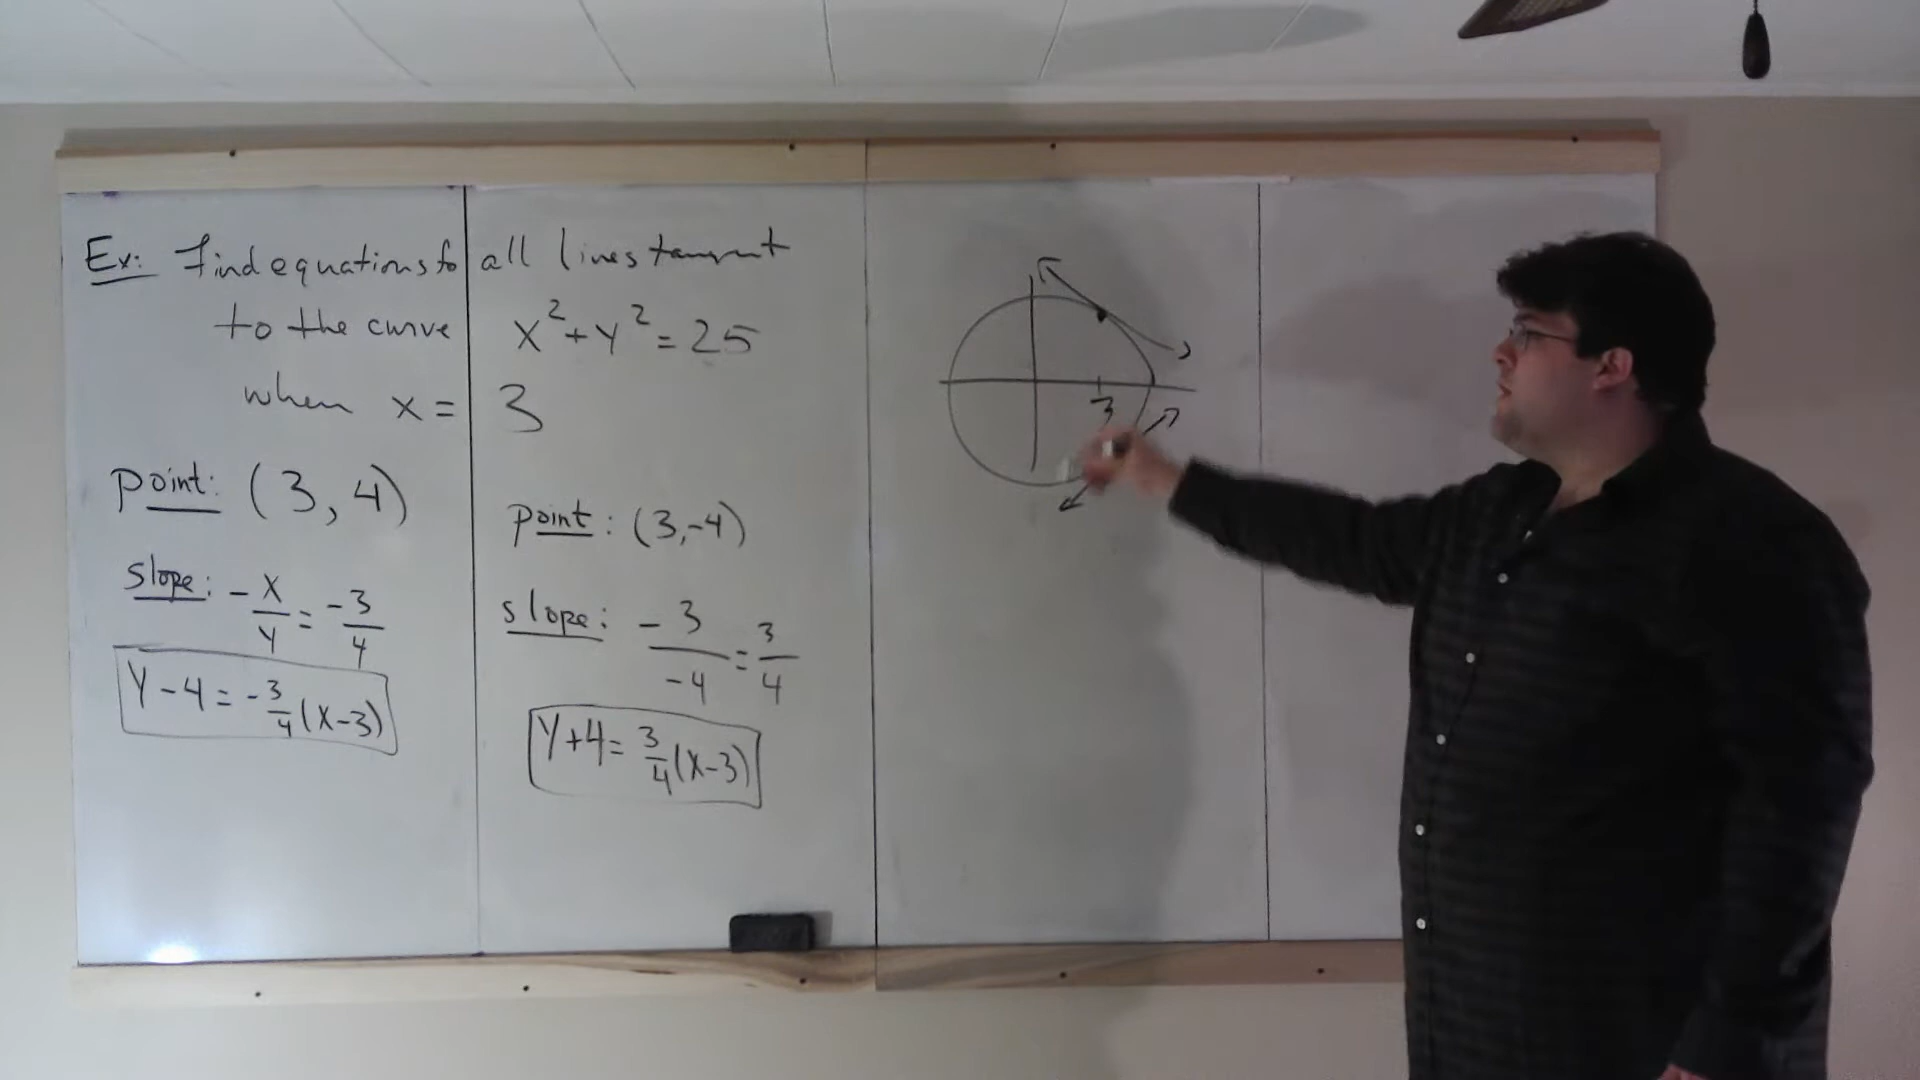 Ex: Find equations to all lines tangent
to the curve x² + y² = 25
when x = 3
point: (3, 4)
slope: -x/y = -3/4
y - 4 = -3/4 (x - 3)
point: (3, -4)
slope: -3/-4 = 3/4
y + 4 = 3/4 (x - 3)
3